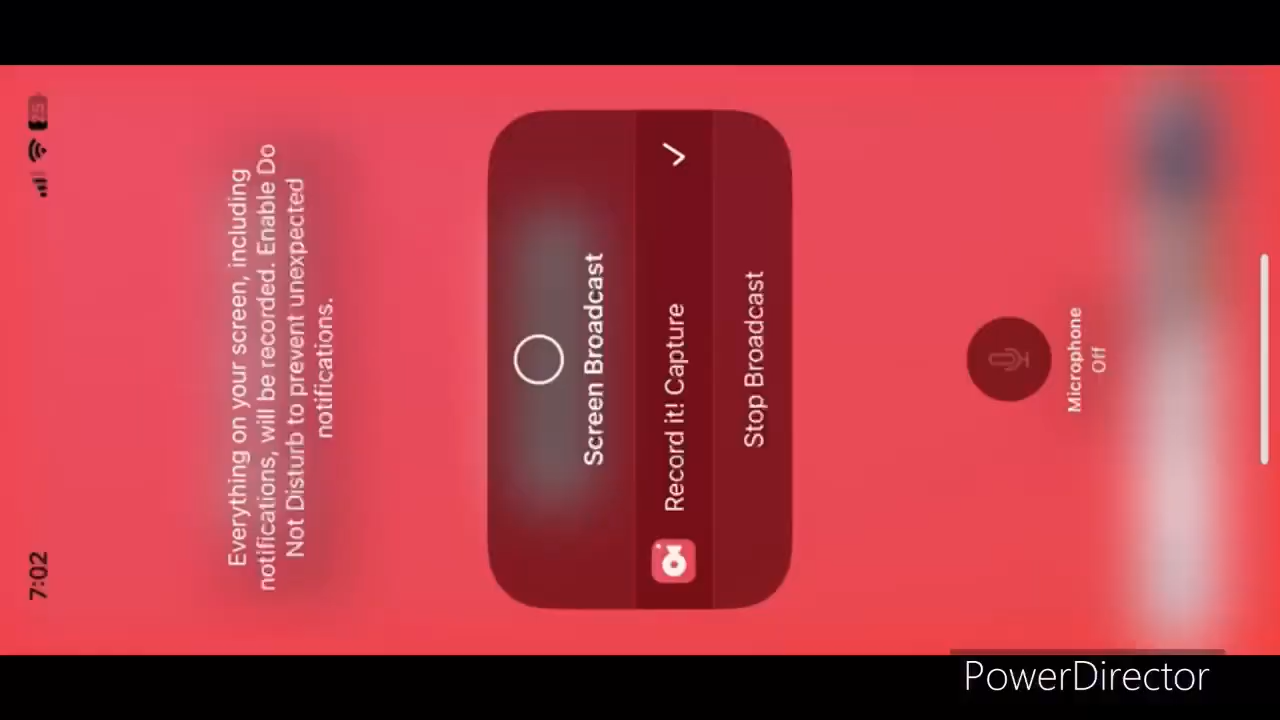 7:02
25
Everything on your screen, including
notifications, will be recorded. Enable Do
Not Disturb to prevent unexpected
notifications.
Screen Broadcast
Record it! Capture
Stop Broadcast
Microphone
Off
PowerDirector